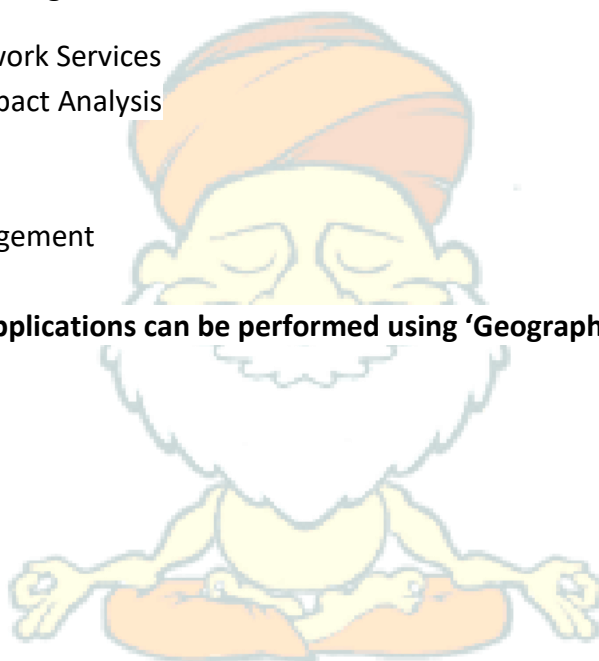 work Services
pact Analysis
gement
pplications can be performed using ‘Geograph